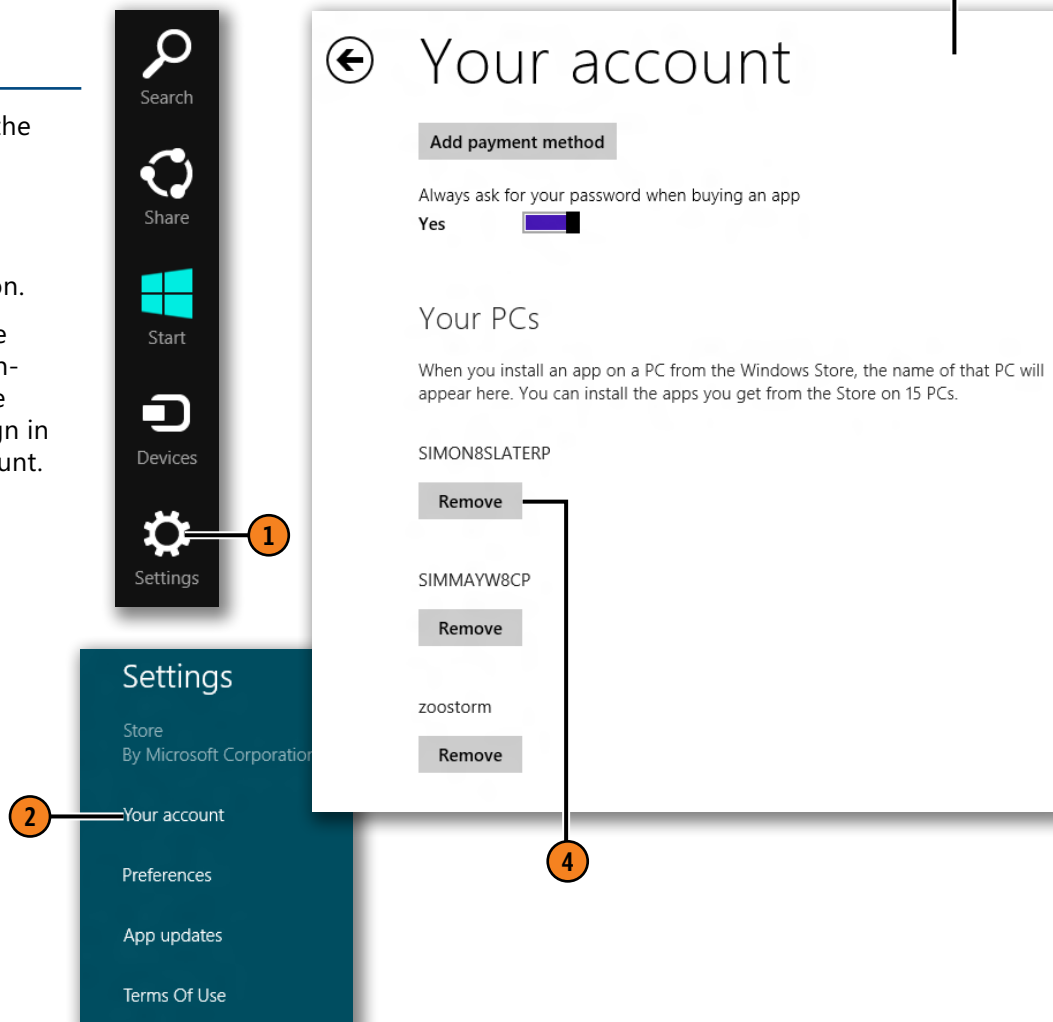 the
on.
e
n-
e
gn in
unt.
Search
Share
Start
Devices
Settings
1
Your account
Add payment method
Always ask for your password when buying an app
Yes
Your PCs
When you install an app on a PC from the Windows Store, the name of that PC will
appear here. You can install the apps you get from the Store on 15 PCs.
SIMON8SLATERP
Remove
SIMMAYW8CP
Remove
zoostorm
Remove
4
Settings
Store
By Microsoft Corporation
2
Your account
Preferences
App updates
Terms Of Use